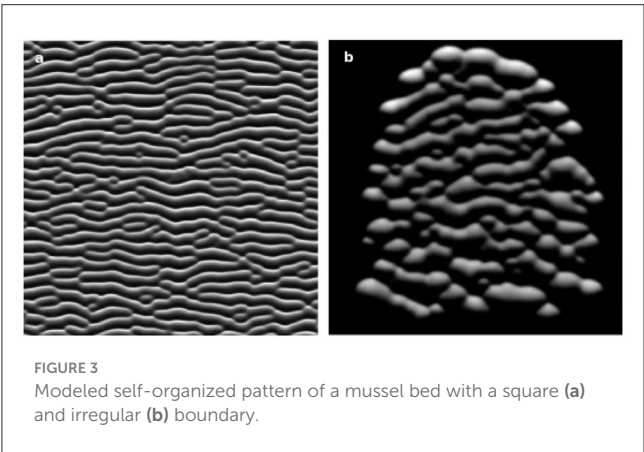 a
b
FIGURE 3
Modeled self-organized pattern of a mussel bed with a square (a)
and irregular (b) boundary.